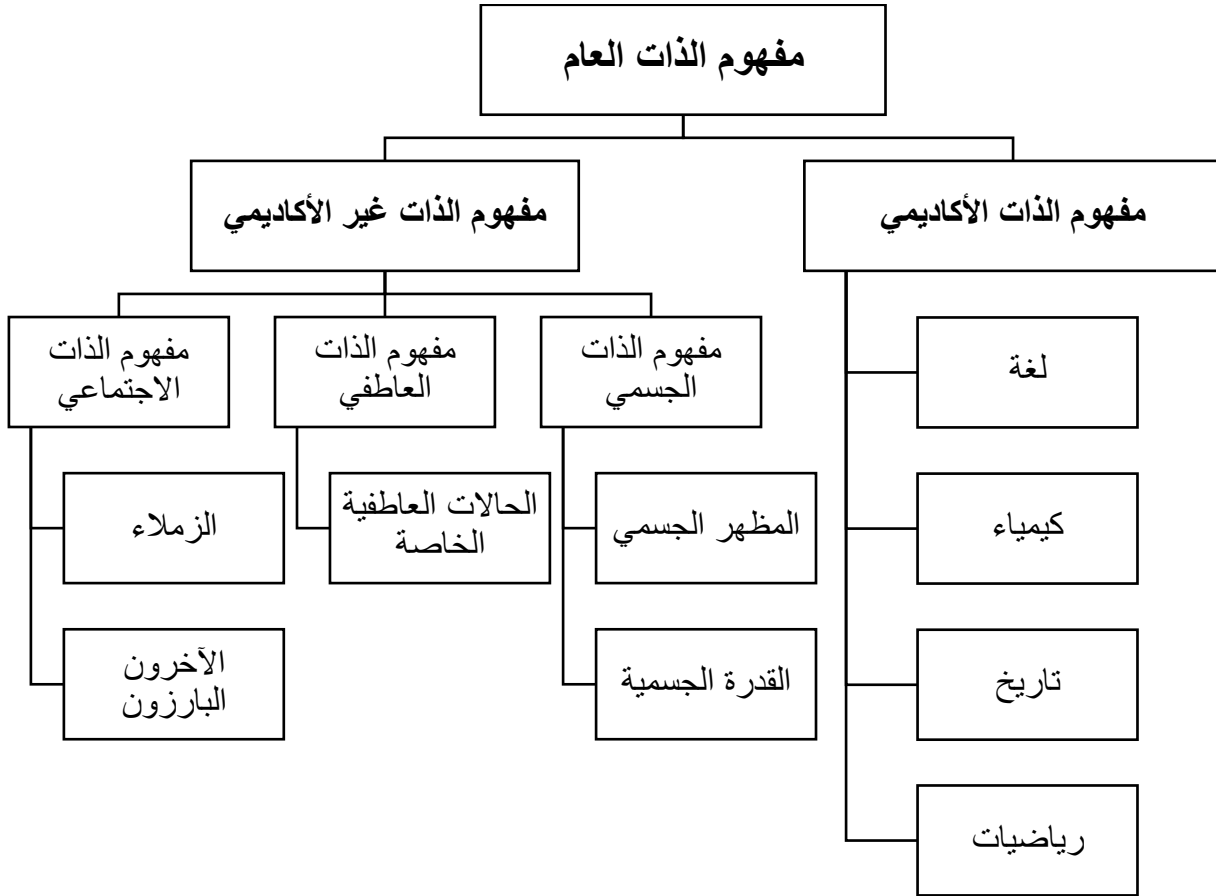 مفهوم الذات العام
مفهوم الذات الأكاديمي
مفهوم الذات غير الأكاديمي
لغة
كيمياء
تاريخ
رياضيات
مفهوم الذات
الجسمي
المظهر الجسمي
القدرة الجسمية
مفهوم الذات
العاطفي
الحالات العاطفية
الخاصة
مفهوم الذات
الاجتماعي
الزملاء
الآخرون
البارزون